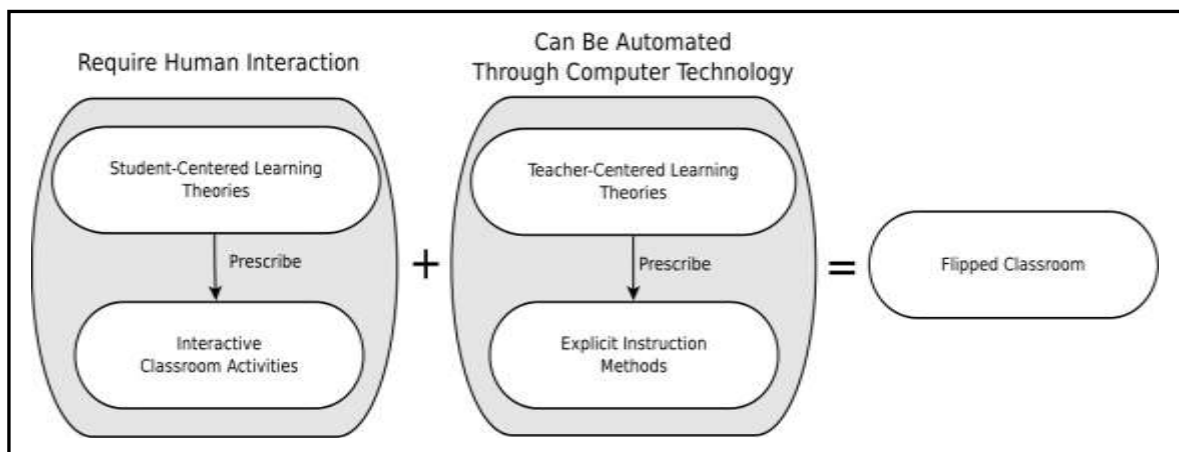 Require Human Interaction
Can Be Automated
Through Computer Technology
Student-Centered Learning
Theories
Prescribe
Interactive
Classroom Activities
+
Teacher-Centered Learning
Theories
Prescribe
Explicit Instruction
Methods
=
Flipped Classroom